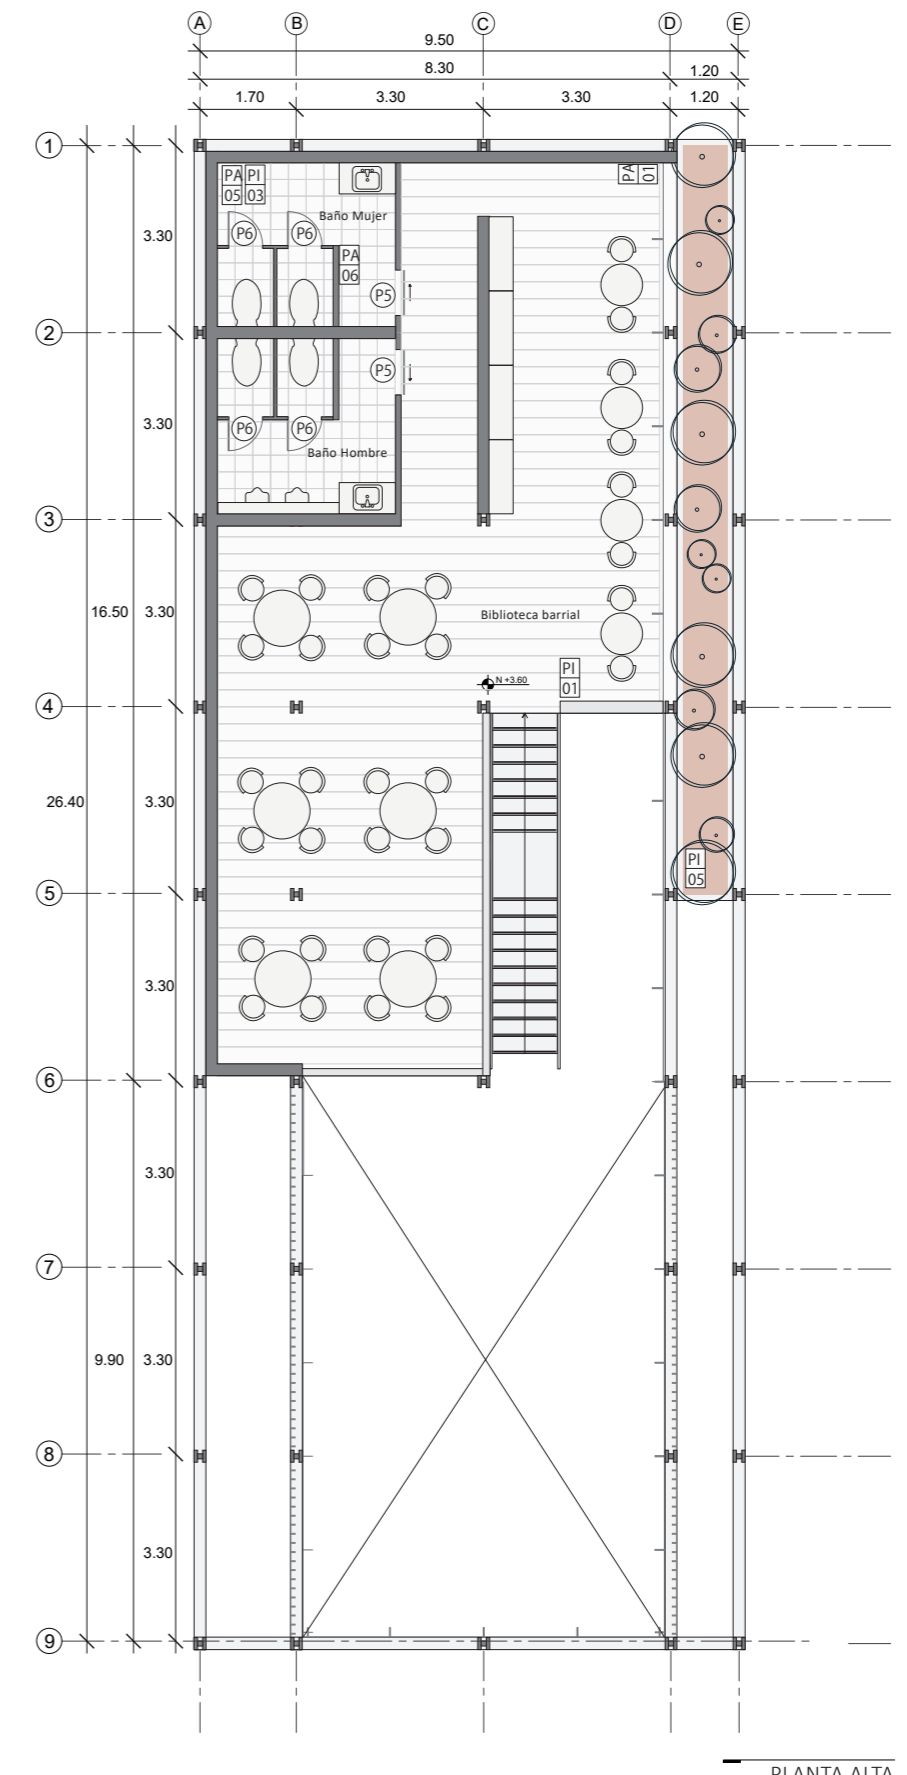 A B C D E
9.50
8.30 1.20
1.70 3.30 3.30 1.20
1
PA PI
05 03
PA 01
Baño Mujer
3.30
P6 P6
PA
06
P5
2
P5
3.30
P6 P6
Baño Hombre
3
16.50 3.30
Biblioteca barrial
PI
01
N +3.60
4
26.40 3.30
PI
05
5
3.30
6
3.30
7
9.90 3.30
8
3.30
9
PLANTA ALTA